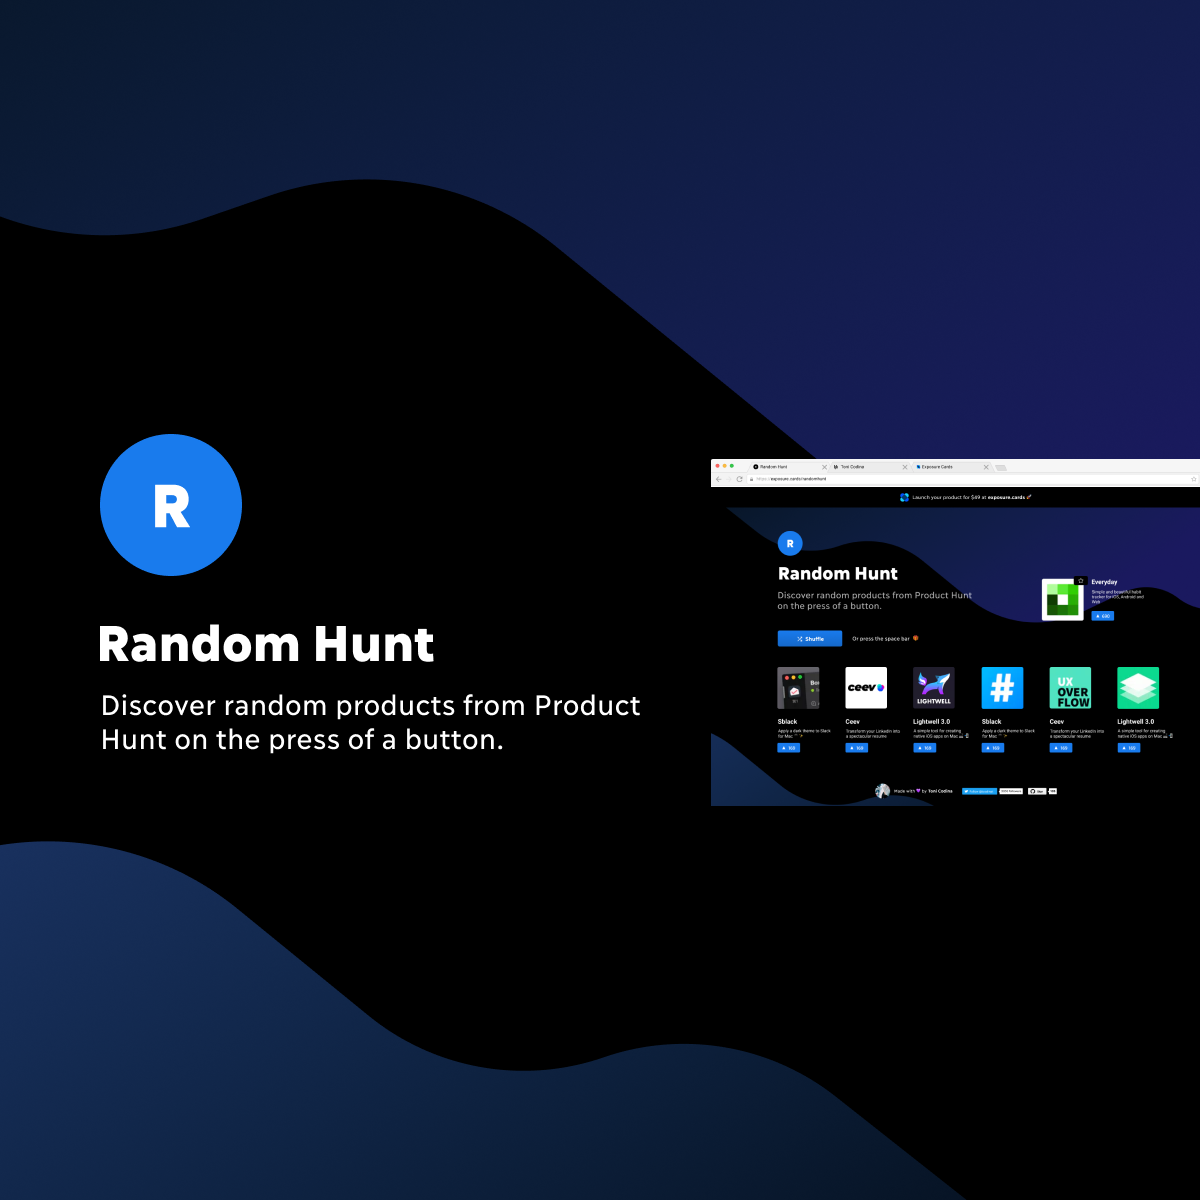 R
Random Hunt
Discover random products from Product
Hunt on the press of a button.
Random Hunt
Toni Codina
Exposure Cards
https://exposure.cards/randomHunt
Launch your product for $49 at exposure.cards 🚀
R
Random Hunt
Discover random products from Product Hunt
on the press of a button.
Everyday
Simple and beautiful habit
tracker for iOS, Android and
Web
Shuffle
Or press the space bar
ceev
LIGHTWELL
#
UX
OVER
FLOW
Sblack
Ceev
Lightwell 3.0
Sblack
Ceev
Lightwell 3.0
Apply a dark theme to Slack
for Mac
Transform your LinkedIn into
a spectacular resume
A simple tool for creating
native iOS apps on Mac
Apply a dark theme to Slack
for Mac
Transform your LinkedIn into
a spectacular resume
A simple tool for creating
native iOS apps on Mac
169
169
169
169
169
169
Made with 💜 by Toni Codina